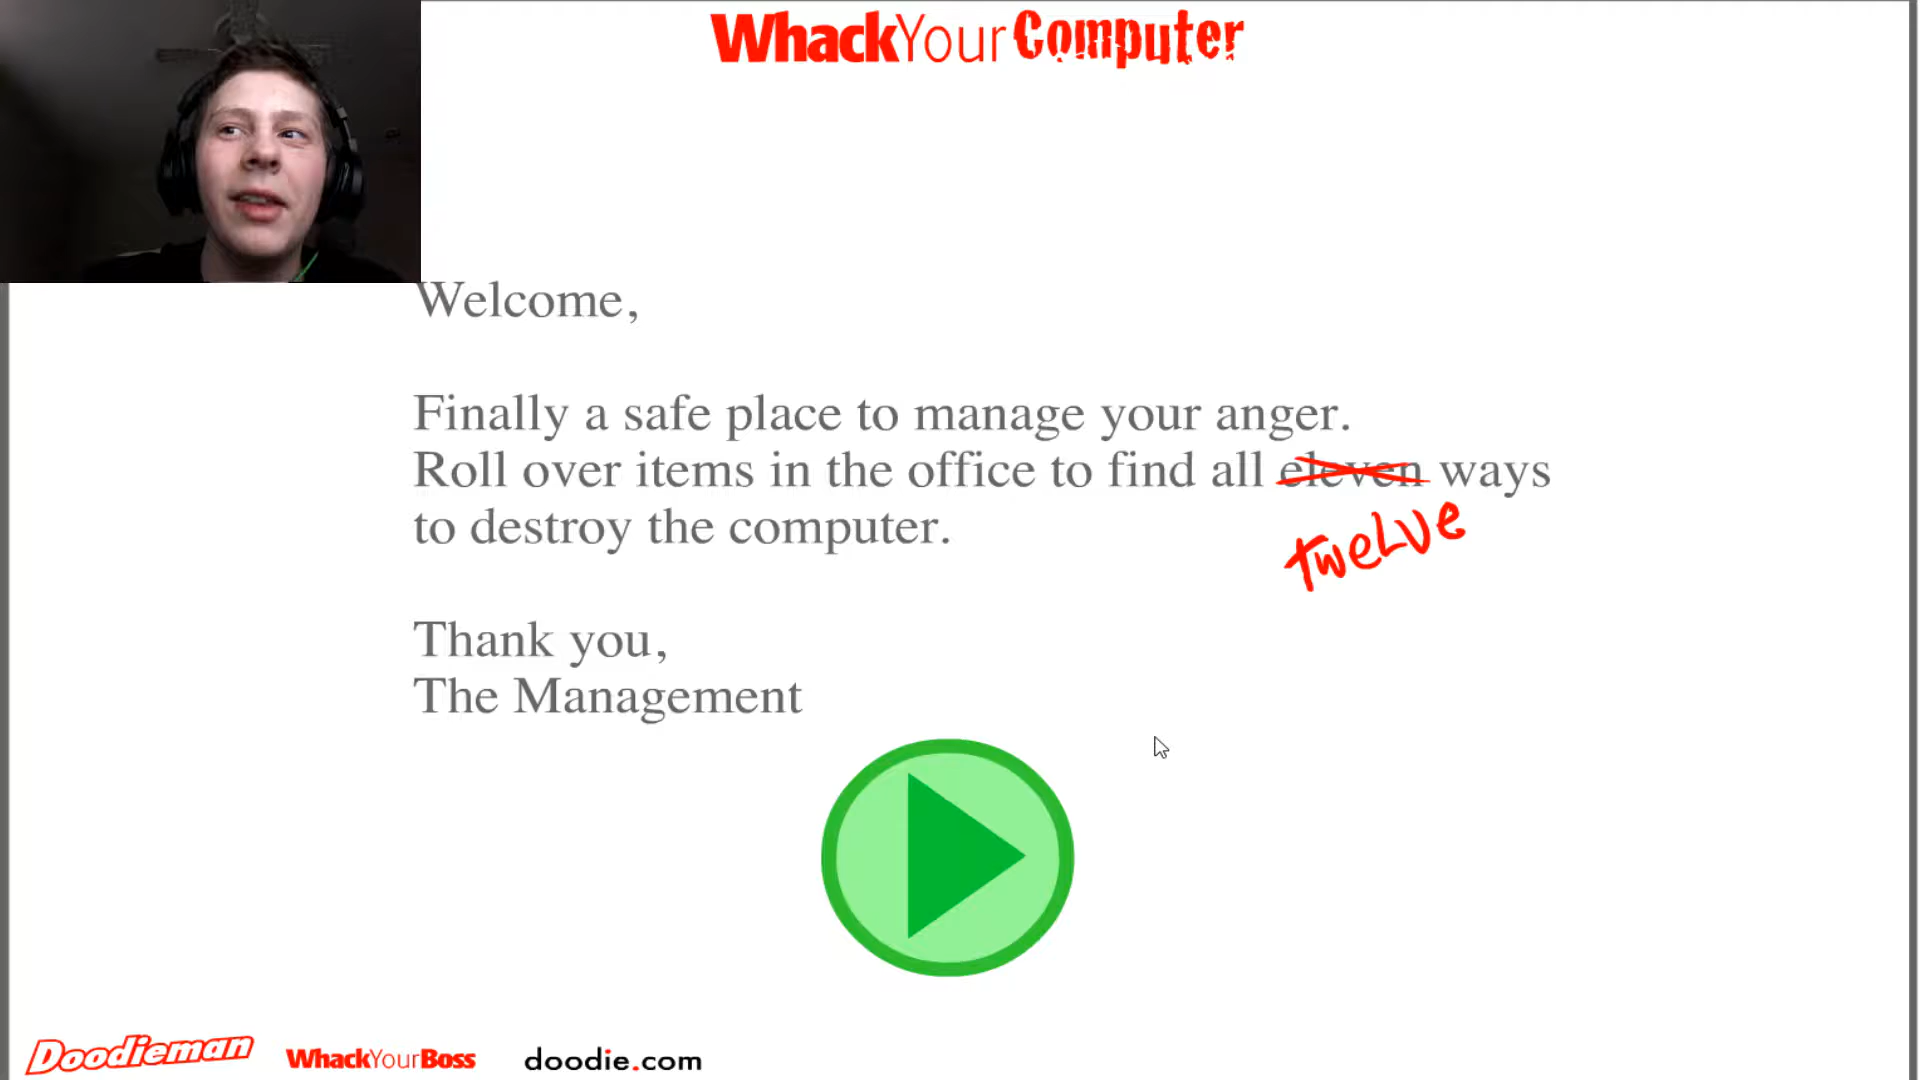 WhackYourComputer
Welcome,
Finally a safe place to manage your anger.
Roll over items in the office to find all eleven ways
twelve
to destroy the computer.
Thank you,
The Management
Doodieman WhackYourBoss doodie.com